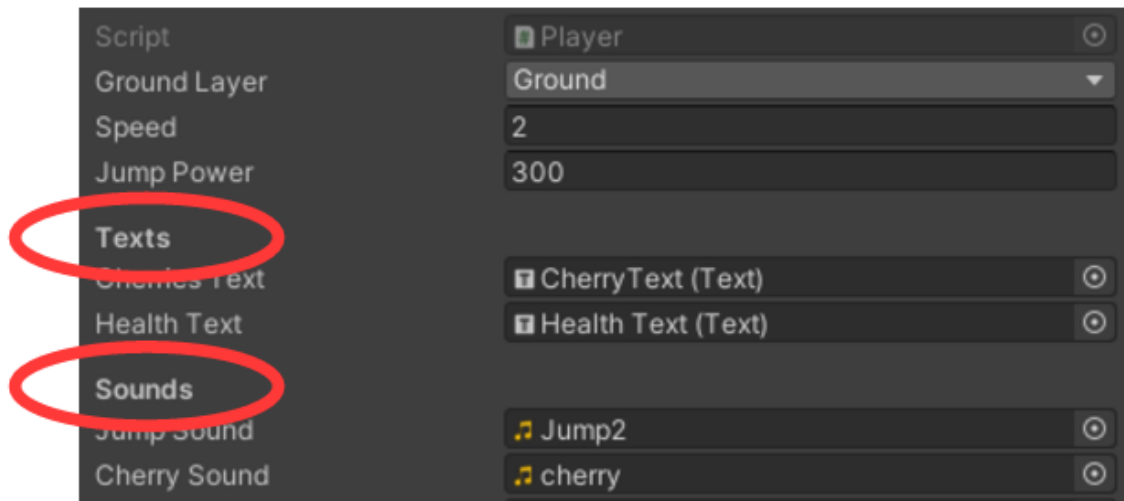 Script Player
Ground Layer Ground
Speed 2
Jump Power 300
Texts
Cherries Text CherryText (Text)
Health Text Health Text (Text)
Sounds
Jump Sound Jump2
Cherry Sound cherry